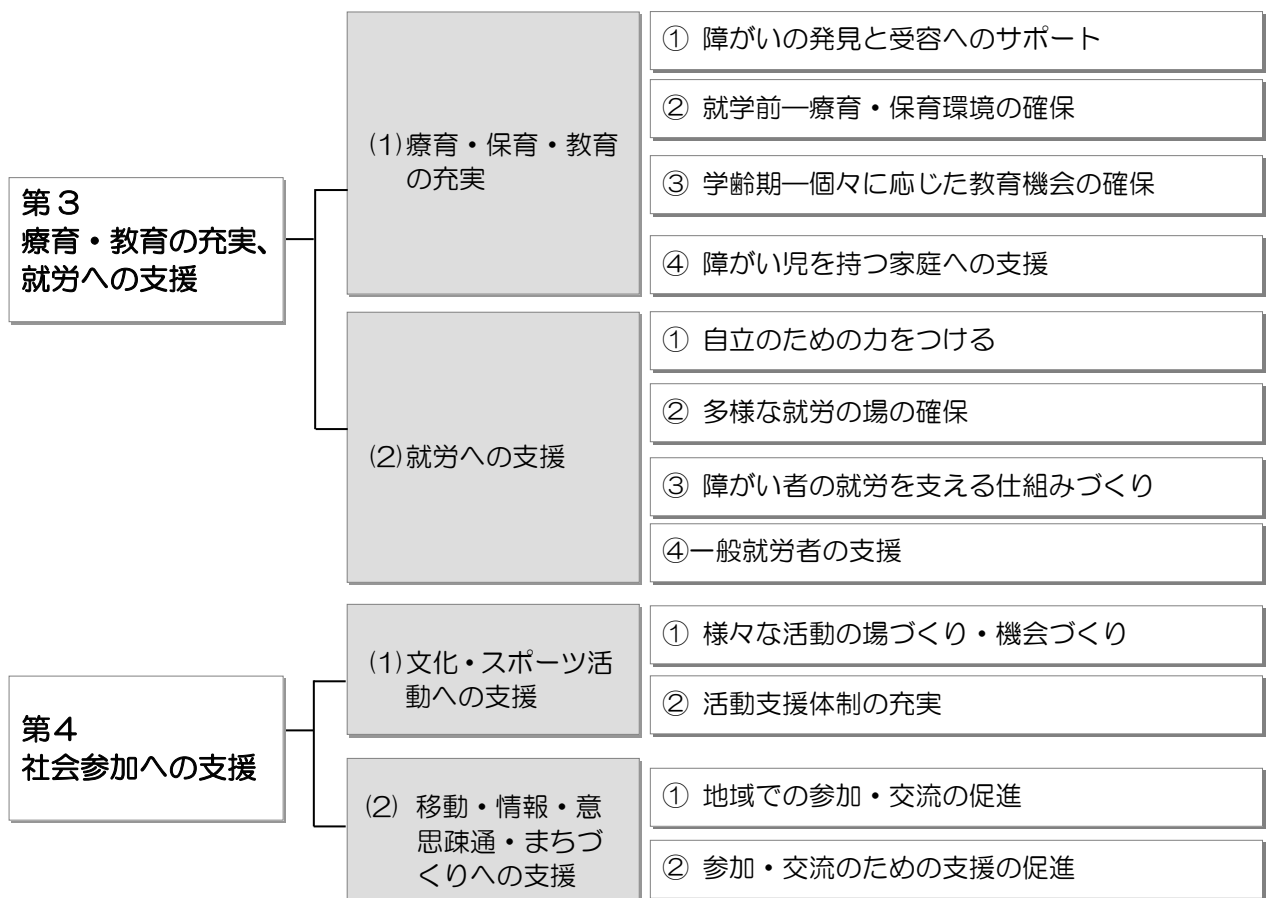 第３
療育・教育の充実、
就労への支援
(1)療育・保育・教育
の充実
① 障がいの発見と受容へのサポート
② 就学前―療育・保育環境の確保
③ 学齢期―個々に応じた教育機会の確保
④ 障がい児を持つ家庭への支援
(2)就労への支援
① 自立のための力をつける
② 多様な就労の場の確保
③ 障がい者の就労を支える仕組みづくり
④一般就労者の支援
第４
社会参加への支援
(1)文化・スポーツ活
動への支援
① 様々な活動の場づくり・機会づくり
② 活動支援体制の充実
(2) 移動・情報・意
思疎通・まちづ
くりへの支援
① 地域での参加・交流の促進
② 参加・交流のための支援の促進